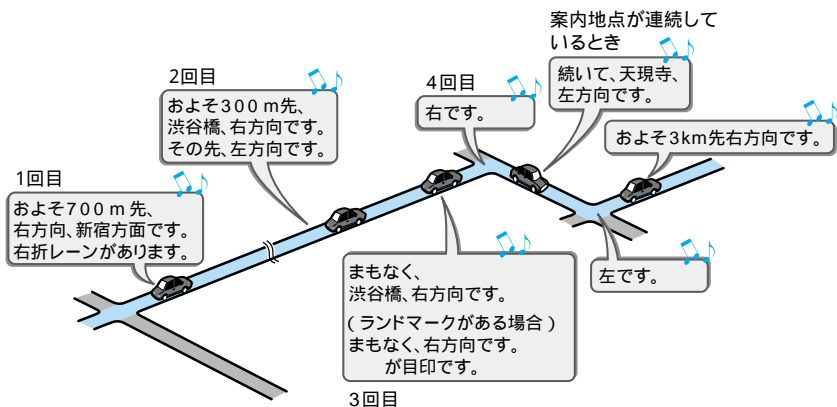 1回目
およそ700m先、
右方向、新宿方面です。
右折レーンがあります。
2回目
およそ300m先、
渋谷橋、右方向です。
その先、左方向です。
まもなく、
渋谷橋、右方向です。
(ランドマークがある場合)
まもなく、右方向です。
が目印です。
3回目
4回目
右です。
案内地点が連続して
いるとき
続いて、天現寺、
左方向です。
左です。
およそ3km先右方向です。